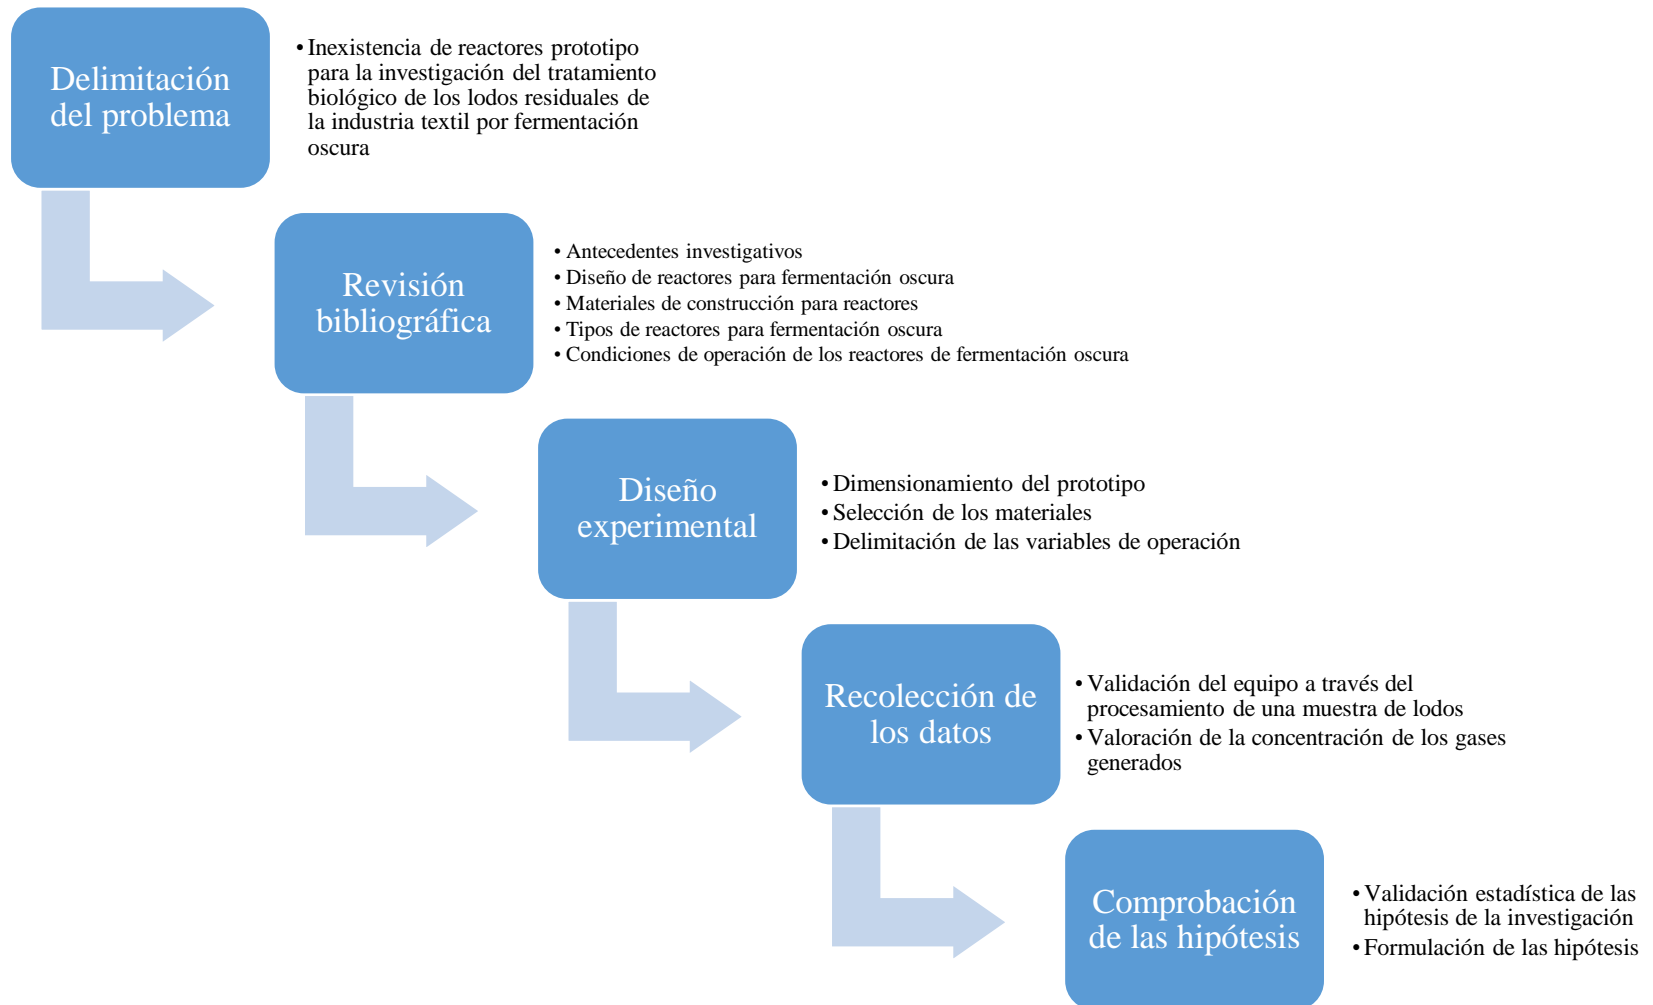 Delimitación
del problema
• Inexistencia de reactores prototipo
para la investigación del tratamiento
biológico de los lodos residuales de
la industria textil por fermentación
oscura
Revisión
bibliográfica
• Antecedentes investigativos
• Diseño de reactores para fermentación oscura
• Materiales de construcción para reactores
• Tipos de reactores para fermentación oscura
• Condiciones de operación de los reactores de fermentación oscura
Diseño
experimental
• Dimensionamiento del prototipo
• Selección de los materiales
• Delimitación de las variables de operación
Recolección de
los datos
• Validación del equipo a través del
procesamiento de una muestra de lodos
• Valoración de la concentración de los gases
generados
Comprobación
de las hipótesis
• Validación estadística de las
hipótesis de la investigación
• Formulación de las hipótesis